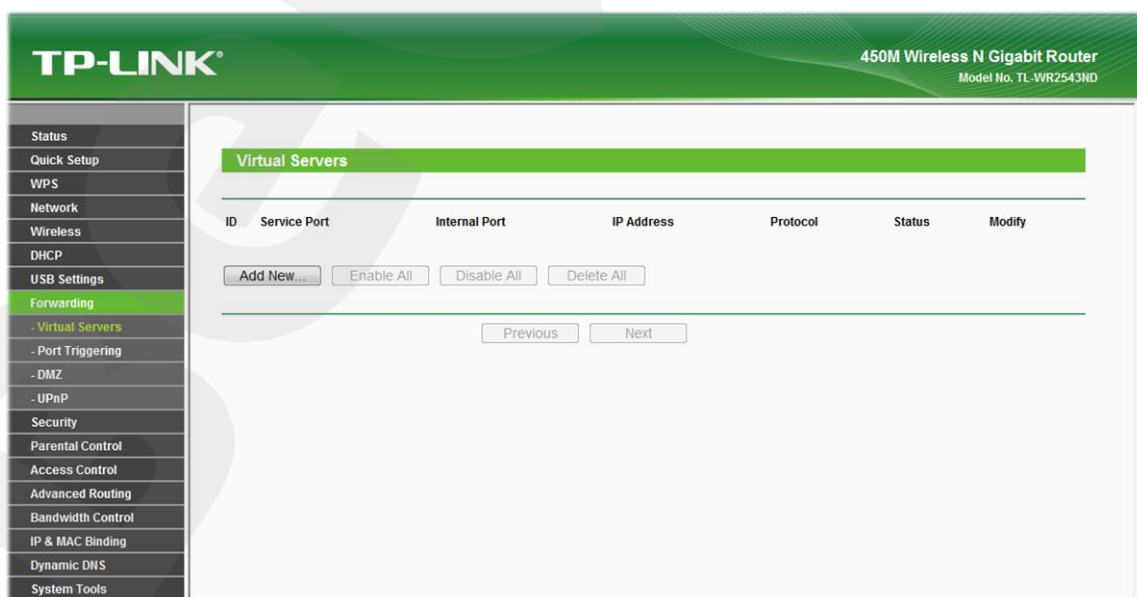 TP-LINK®
450M Wireless N Gigabit Router
Model No. TL-WR2543ND
Status
Quick Setup
WPS
Network
Wireless
DHCP
USB Settings
Forwarding
- Virtual Servers
- Port Triggering
- DMZ
- UPnP
Security
Parental Control
Access Control
Advanced Routing
Bandwidth Control
IP & MAC Binding
Dynamic DNS
System Tools
Virtual Servers
ID Service Port Internal Port IP Address Protocol Status Modify
Add New... Enable All Disable All Delete All
Previous Next